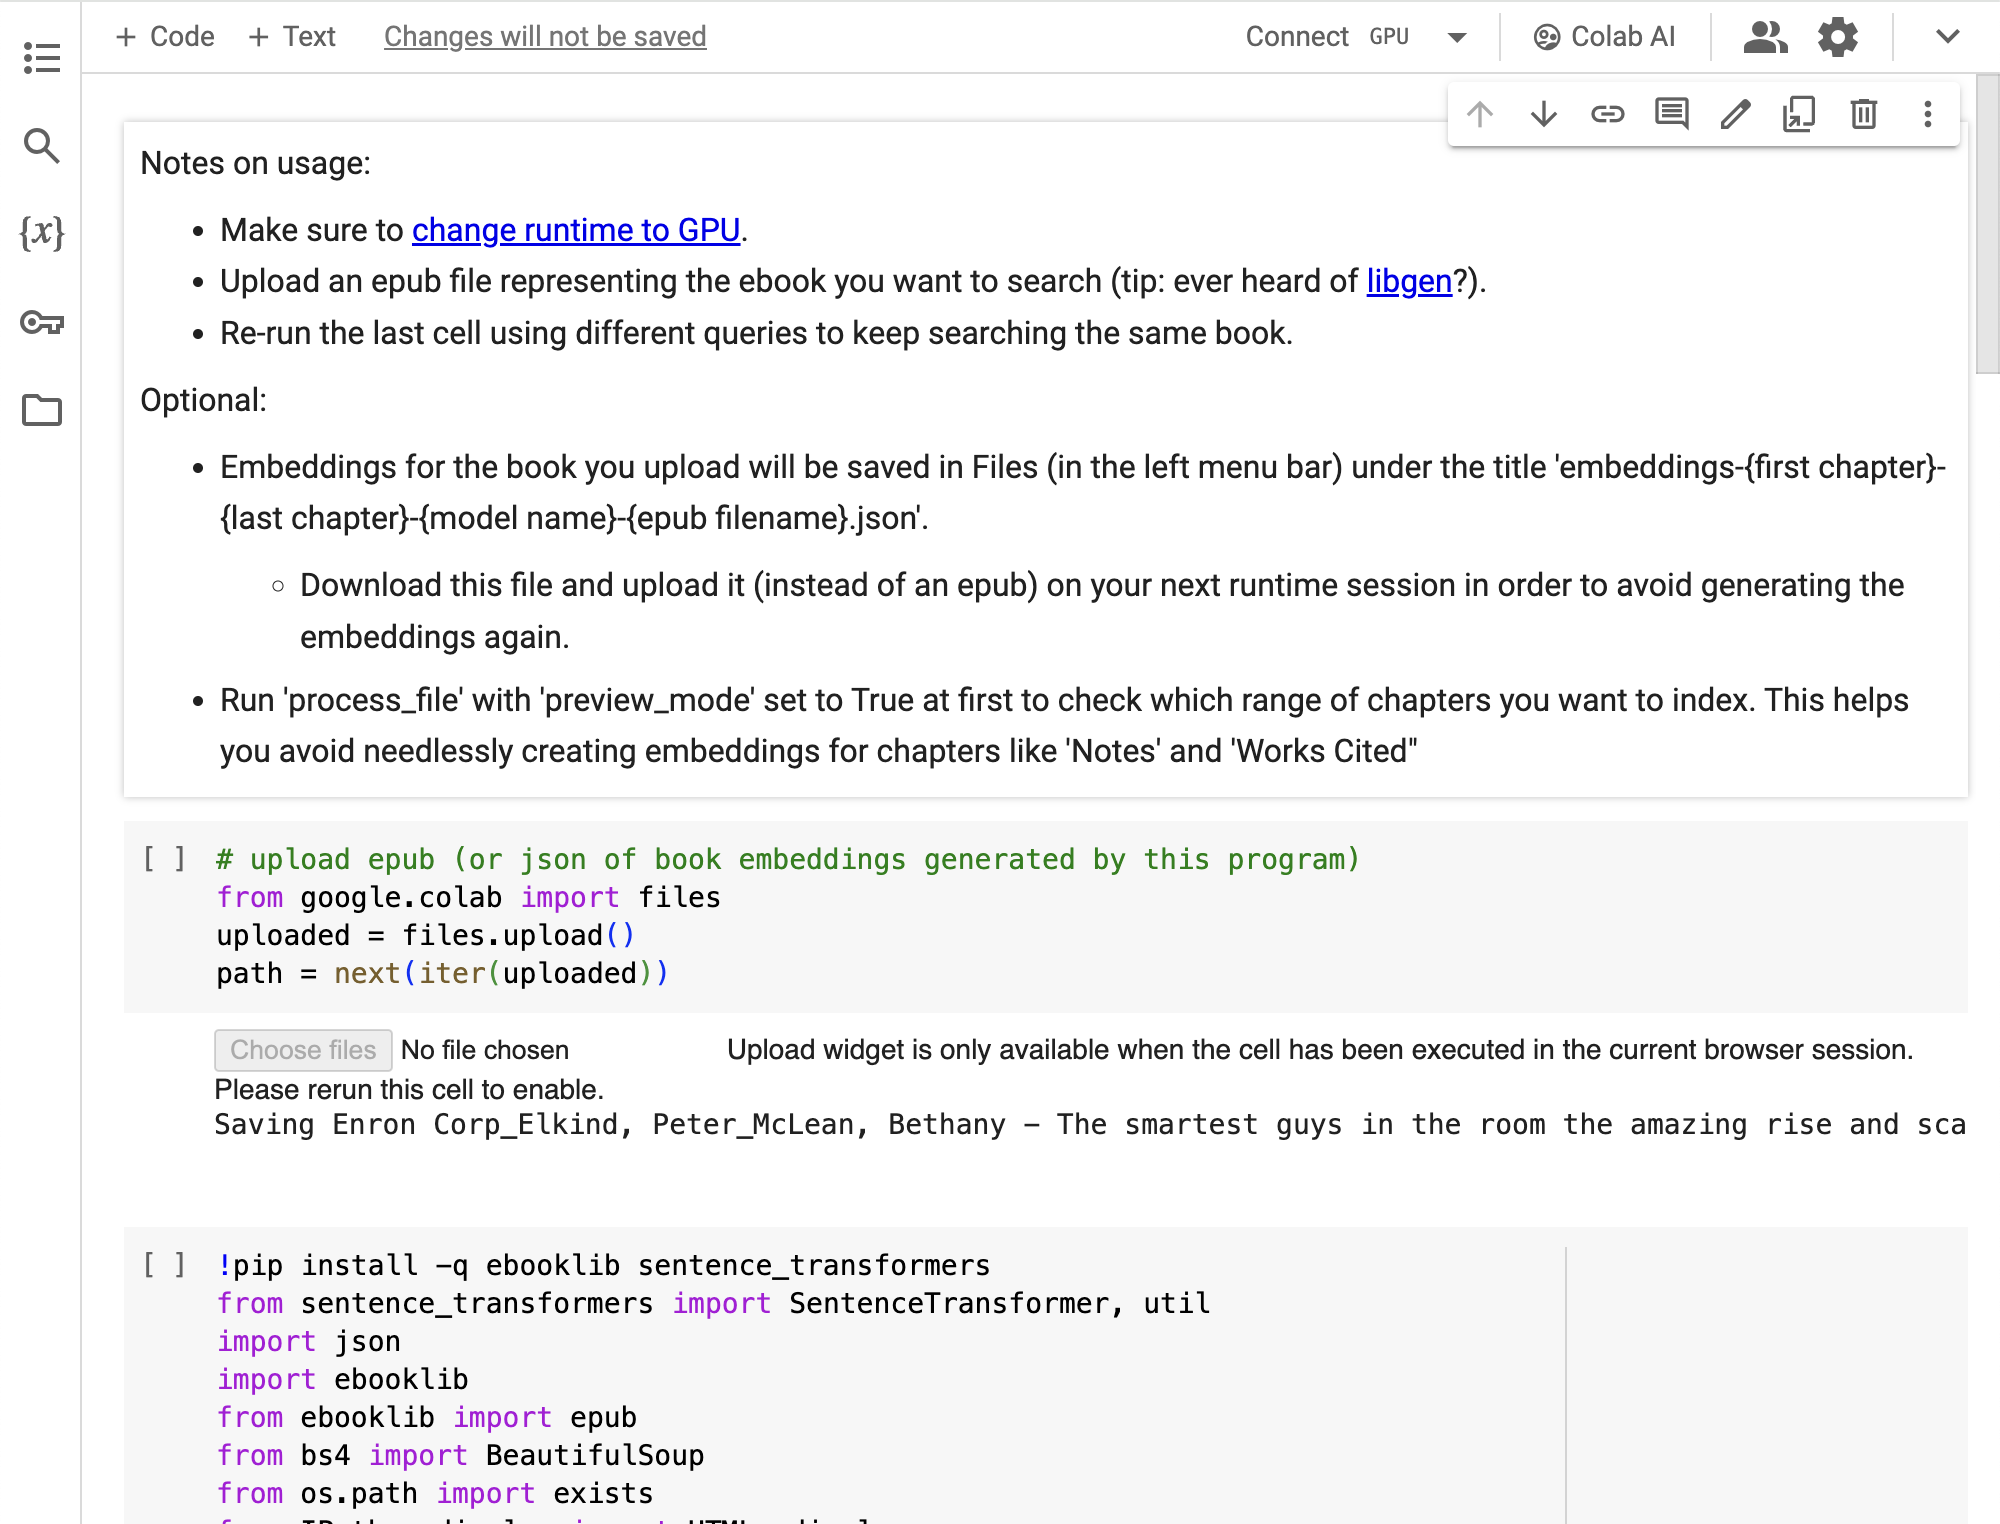 + Code + Text Changes will not be saved Connect GPU Colab AI
{x}
Notes on usage:
• Make sure to change runtime to GPU.
• Upload an epub file representing the ebook you want to search (tip: ever heard of libgen?).
• Re-run the last cell using different queries to keep searching the same book.
Optional:
• Embeddings for the book you upload will be saved in Files (in the left menu bar) under the title 'embeddings-{first chapter}-
{last chapter}-{model name}-{epub filename}.json'.
◦ Download this file and upload it (instead of an epub) on your next runtime session in order to avoid generating the
embeddings again.
• Run 'process_file' with 'preview_mode' set to True at first to check which range of chapters you want to index. This helps
you avoid needlessly creating embeddings for chapters like 'Notes' and 'Works Cited"
[ ] # upload epub (or json of book embeddings generated by this program)
from google.colab import files
uploaded = files.upload()
path = next(iter(uploaded))
Choose files No file chosen Upload widget is only available when the cell has been executed in the current browser session.
Please rerun this cell to enable.
Saving Enron Corp_Elkind, Peter_McLean, Bethany – The smartest guys in the room the amazing rise and sca
[ ] !pip install -q ebooklib sentence_transformers
from sentence_transformers import SentenceTransformer, util
import json
import ebooklib
from ebooklib import epub
from bs4 import BeautifulSoup
from os.path import exists